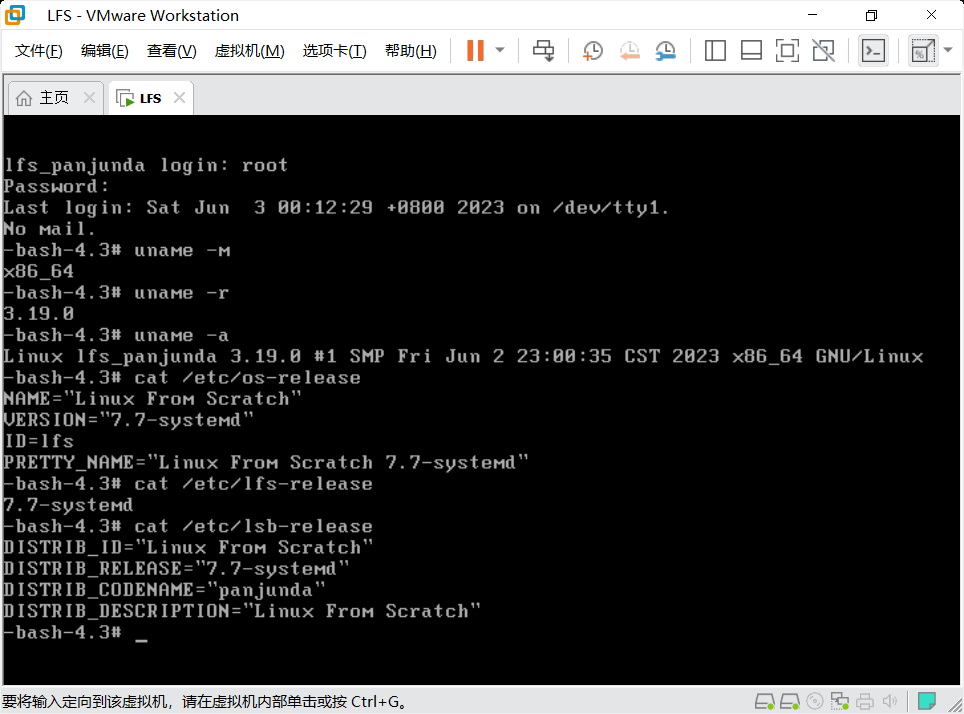 LFS - VMware Workstation
文件(F) 编辑(E) 查看(V) 虚拟机(M) 选项卡(T) 帮助(H)
主页 LFS
lfs_panjunda login: root
Password:
Last login: Sat Jun  3 00:12:29 +0800 2023 on /dev/tty1.
No mail.
-bash-4.3# uname -m
x86_64
-bash-4.3# uname -r
3.19.0
-bash-4.3# uname -a
Linux lfs_panjunda 3.19.0 #1 SMP Fri Jun 2 23:00:35 CST 2023 x86_64 GNU/Linux
-bash-4.3# cat /etc/os-release
NAME="Linux From Scratch"
VERSION="7.7-systemd"
ID=lfs
PRETTY_NAME="Linux From Scratch 7.7-systemd"
-bash-4.3# cat /etc/lfs-release
7.7-systemd
-bash-4.3# cat /etc/lsb-release
DISTRIB_ID="Linux From Scratch"
DISTRIB_RELEASE="7.7-systemd"
DISTRIB_CODENAME="panjunda"
DISTRIB_DESCRIPTION="Linux From Scratch"
-bash-4.3# _
要将输入定向到该虚拟机，请在虚拟机内部单击或按 Ctrl+G。